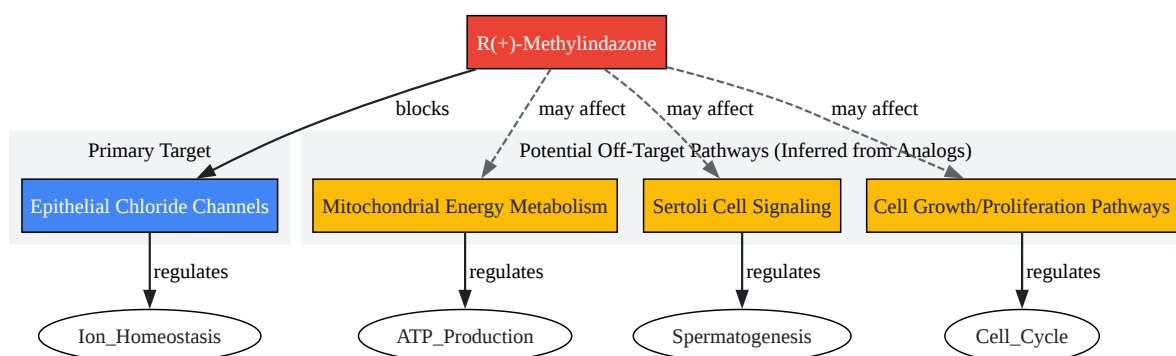 R(+)-Methylindazone
blocks
may affect
may affect
may affect
Primary Target
Potential Off-Target Pathways (Inferred from Analogs)
Epithelial Chloride Channels
Mitochondrial Energy Metabolism
Sertoli Cell Signaling
Cell Growth/Proliferation Pathways
regulates
regulates
regulates
regulates
Ion_Homeostasis
ATP_Production
Spermatogenesis
Cell_Cycle